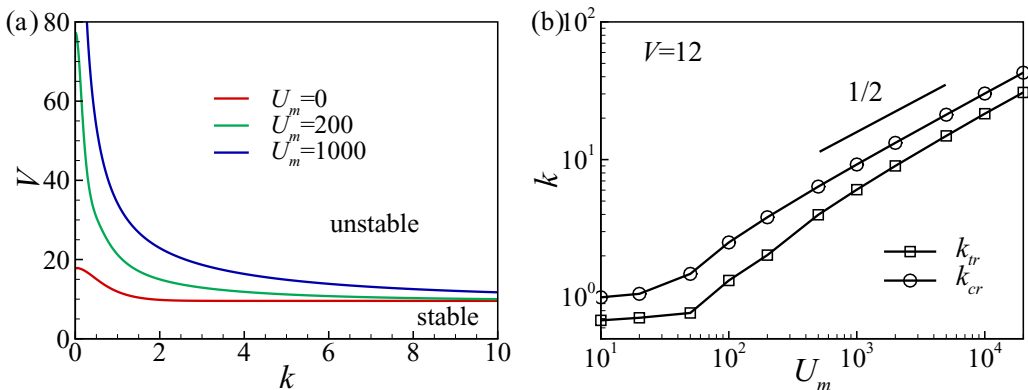 (a)
80
60
40
20
0
V
U_m=0
U_m=200
U_m=1000
unstable
stable
0 2 4 6 8 10
k
(b)
V=12
1/2
10^2
10^1
10^0
k
k_tr
k_cr
10^1 10^2 10^3 10^4
U_m